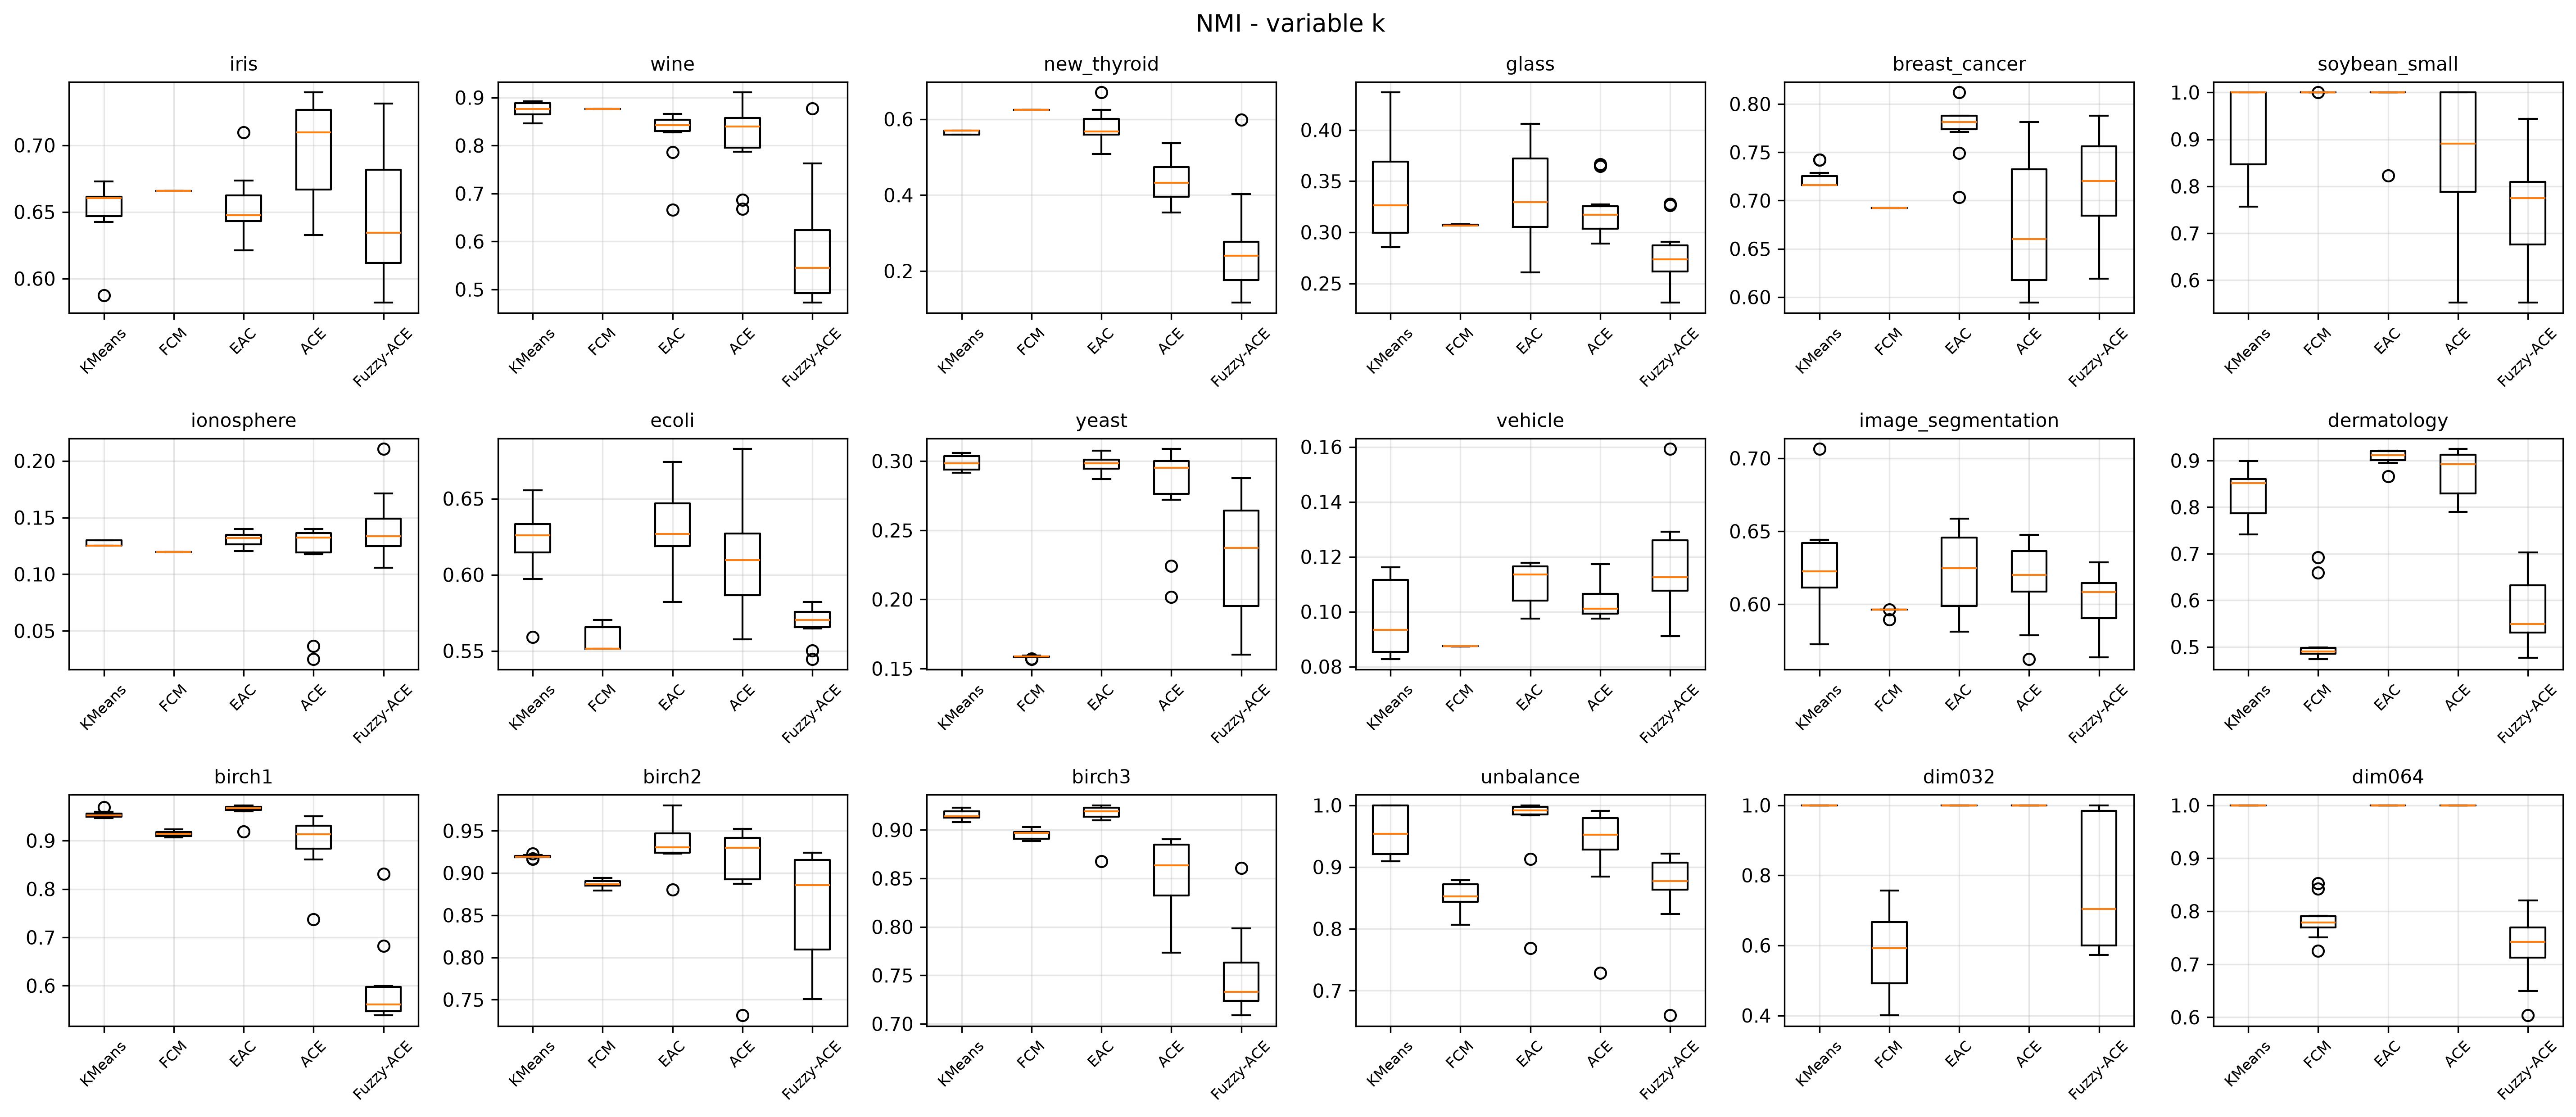 NMI - variable k
iris
0.70
0.65
0.60
KMeans
FCM
EAC
ACE
Fuzzy-ACE
wine
0.9
0.8
0.7
0.6
0.5
KMeans
FCM
EAC
ACE
Fuzzy-ACE
new_thyroid
0.6
0.4
0.2
KMeans
FCM
EAC
ACE
Fuzzy-ACE
glass
0.40
0.35
0.30
0.25
KMeans
FCM
EAC
ACE
Fuzzy-ACE
breast_cancer
0.80
0.75
0.70
0.65
0.60
KMeans
FCM
EAC
ACE
Fuzzy-ACE
soybean_small
1.0
0.9
0.8
0.7
0.6
KMeans
FCM
EAC
ACE
Fuzzy-ACE
ionosphere
0.20
0.15
0.10
0.05
KMeans
FCM
EAC
ACE
Fuzzy-ACE
ecoli
0.65
0.60
0.55
KMeans
FCM
EAC
ACE
Fuzzy-ACE
yeast
0.30
0.25
0.20
0.15
KMeans
FCM
EAC
ACE
Fuzzy-ACE
vehicle
0.16
0.14
0.12
0.10
0.08
KMeans
FCM
EAC
ACE
Fuzzy-ACE
image_segmentation
0.70
0.65
0.60
KMeans
FCM
EAC
ACE
Fuzzy-ACE
dermatology
0.9
0.8
0.7
0.6
0.5
KMeans
FCM
EAC
ACE
Fuzzy-ACE
birch1
0.9
0.8
0.7
0.6
KMeans
FCM
EAC
ACE
Fuzzy-ACE
birch2
0.95
0.90
0.85
0.80
0.75
KMeans
FCM
EAC
ACE
Fuzzy-ACE
birch3
0.90
0.85
0.80
0.75
0.70
KMeans
FCM
EAC
ACE
Fuzzy-ACE
unbalance
1.0
0.9
0.8
0.7
KMeans
FCM
EAC
ACE
Fuzzy-ACE
dim032
1.0
0.8
0.6
0.4
KMeans
FCM
EAC
ACE
Fuzzy-ACE
dim064
1.0
0.9
0.8
0.7
0.6
KMeans
FCM
EAC
ACE
Fuzzy-ACE